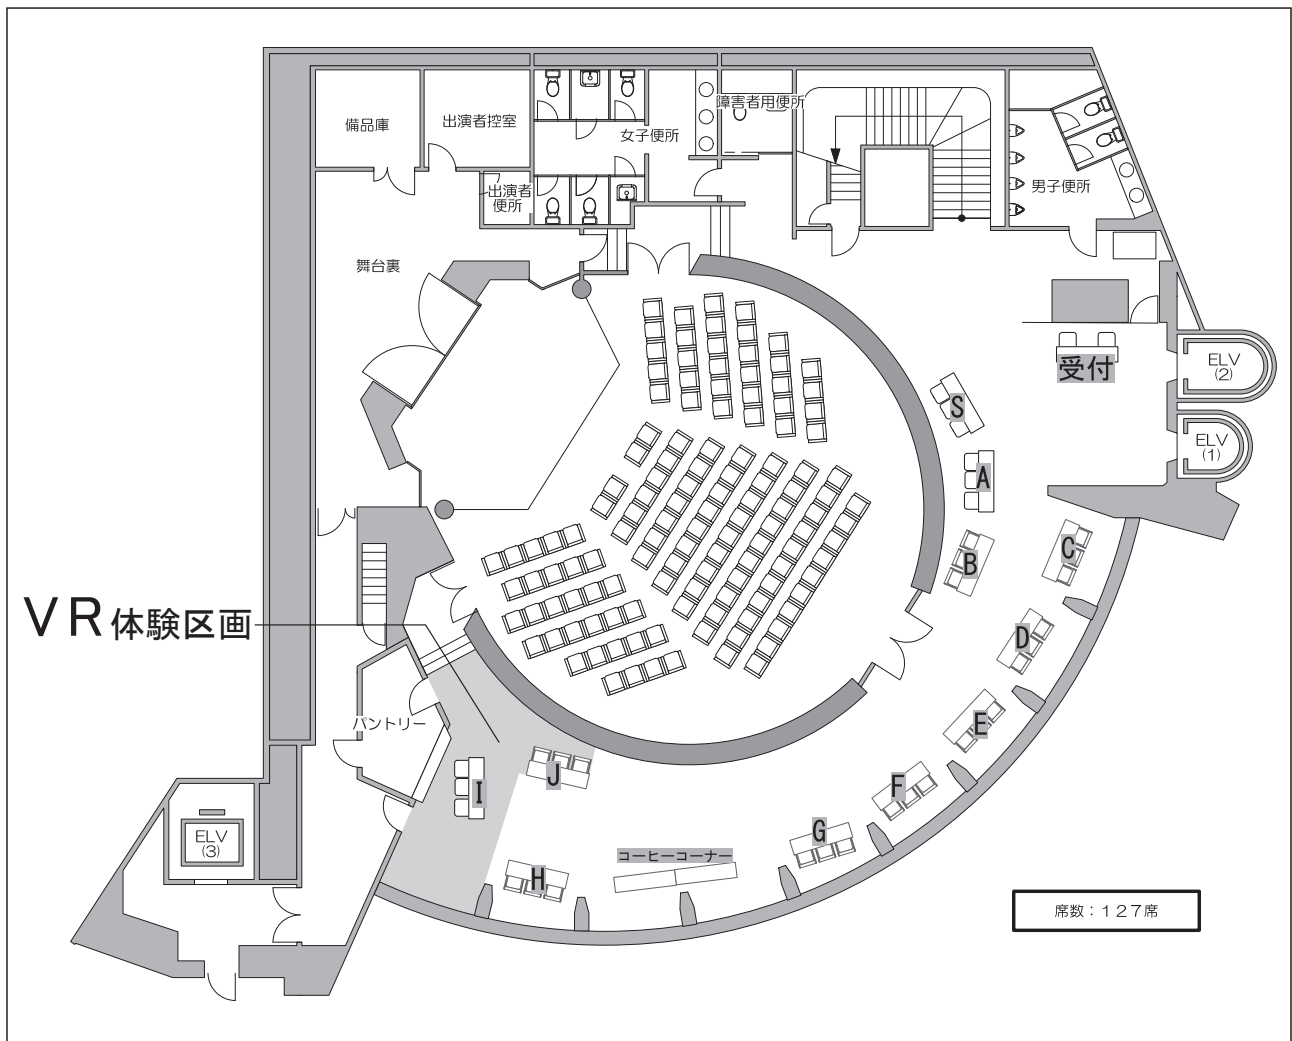 備品庫
出演者控室
女子便所
障害者用便所
男子便所
出演者
便所
舞台裏
受付
ELV
(2)
ELV
(1)
S
A
B
C
D
E
F
G
H
I
J
VR体験区画
パントリー
コーヒーコーナー
ELV
(3)
席数：127席